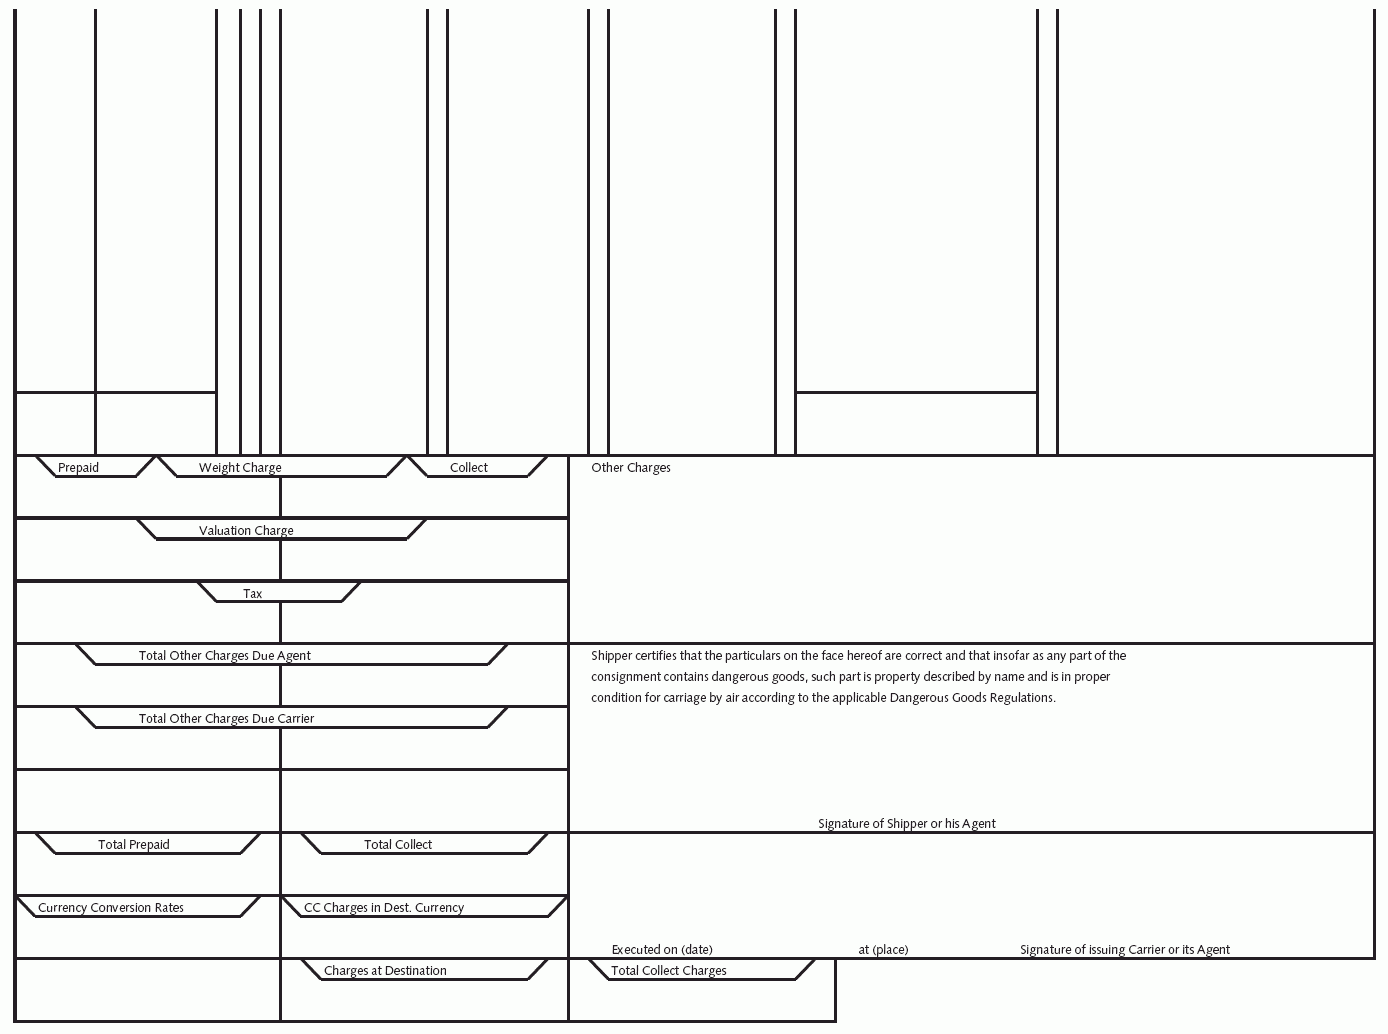 Prepaid Weight Charge Collect Other Charges
Valuation Charge
Tax
Total Other Charges Due Agent
Shipper certifies that the particulars on the face hereof are correct and that insofar as any part of the
consignment contains dangerous goods, such part is property described by name and is in proper
condition for carriage by air according to the applicable Dangerous Goods Regulations.
Total Other Charges Due Carrier
Signature of Shipper or his Agent
Total Prepaid Total Collect
Currency Conversion Rates CC Charges in Dest. Currency
Executed on (date) at (place) Signature of issuing Carrier or its Agent
Charges at Destination Total Collect Charges